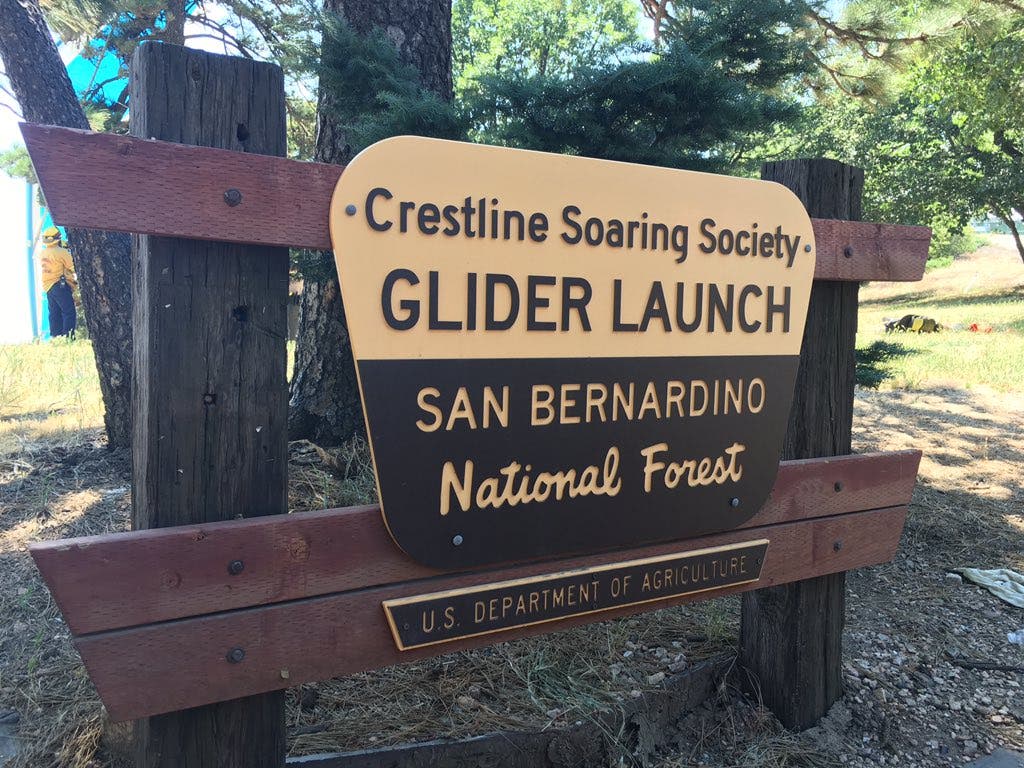 Crestline Soaring Society
GLIDER LAUNCH
SAN BERNARDINO
National Forest
U.S. DEPARTMENT OF AGRICULTURE